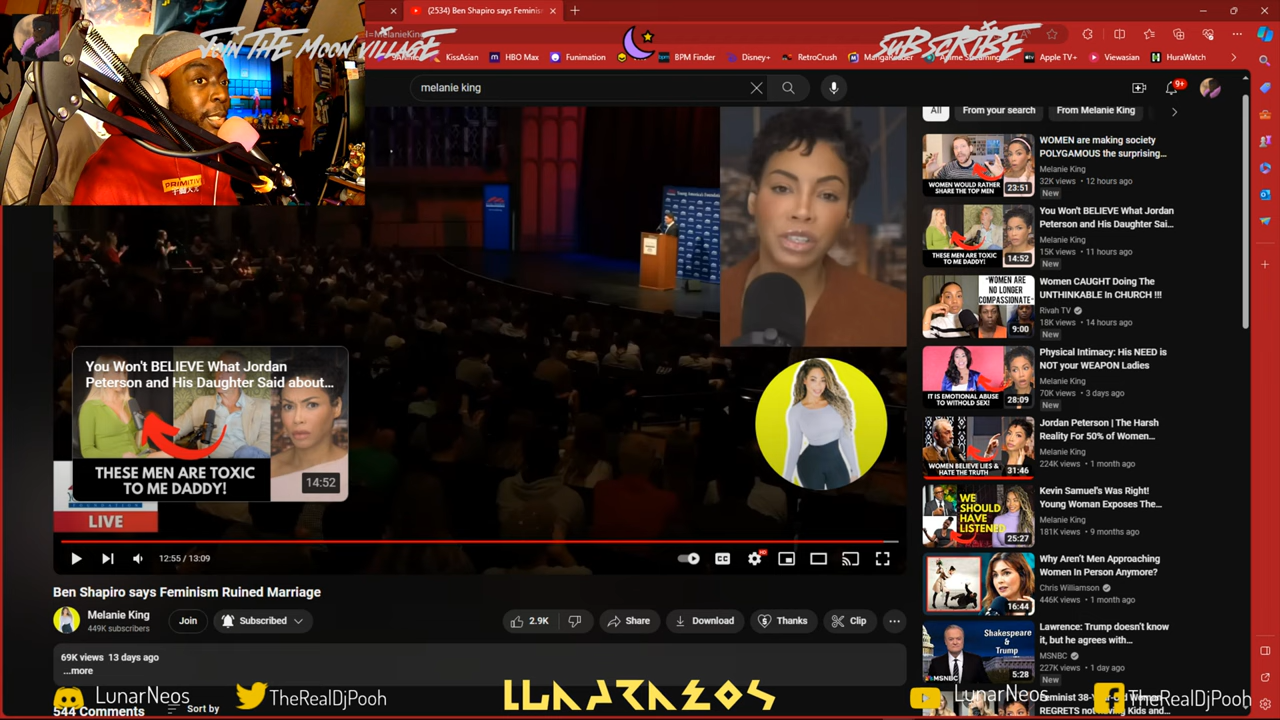 JOIN THE MOON VILLAGE
SUBSCRIBE
(2534) Ben Shapiro says Feminis
KissAsian
HBO Max
Funimation
BPM Finder
Disney+
RetroCrush
Apple TV+
Viewasian
HuraWatch
melanie king
9+
PRIMITIVE
You Won't BELIEVE What Jordan
Peterson and His Daughter Said about...
THESE MEN ARE TOXIC
TO ME DADDY!
14:52
LIVE
12:55 / 13:09
HD
Ben Shapiro says Feminism Ruined Marriage
Melanie King
449K subscribers
Join
Subscribed
2.9K
Share
Download
Thanks
Clip
69K views 13 days ago
...more
544 Comments
Sort by
All
From your search
From Melanie King
WOMEN WOULD RATHER
SHARE THE TOP MEN
23:51
WOMEN are making society
POLYGAMOUS the surprising...
Melanie King
32K views • 12 hours ago
New
THESE MEN ARE TOXIC
TO ME DADDY!
14:52
You Won't BELIEVE What Jordan
Peterson and His Daughter Sai...
Melanie King
15K views • 11 hours ago
New
"WOMEN ARE
NO LONGER
COMPASSIONATE"
9:00
Women CAUGHT Doing The
UNTHINKABLE In CHURCH !!!
Rivah TV
18K views • 14 hours ago
New
IT IS EMOTIONAL ABUSE
TO WITHOLD SEX!
28:09
Physical Intimacy: His NEED is
NOT your WEAPON Ladies
Melanie King
70K views • 3 days ago
New
WOMEN BELIEVE LIES &
HATE THE TRUTH
31:46
Jordan Peterson | The Harsh
Reality For 50% of Women...
Melanie King
224K views • 1 month ago
WE
SHOULD
HAVE
LISTENED
25:27
Kevin Samuel's Was Right!
Young Woman Exposes The...
Melanie King
181K views • 9 months ago
16:44
Why Aren't Men Approaching
Women In Person Anymore?
Chris Williamson
446K views • 1 month ago
Shakespeare
& Trump
5:28
Lawrence: Trump doesn't know
it, but he agrees with...
MSNBC
227K views • 1 day ago
New
LunarNeos
TheRealDjPooh
LUNARNEOS
LunarNeos
TheRealDjPooh